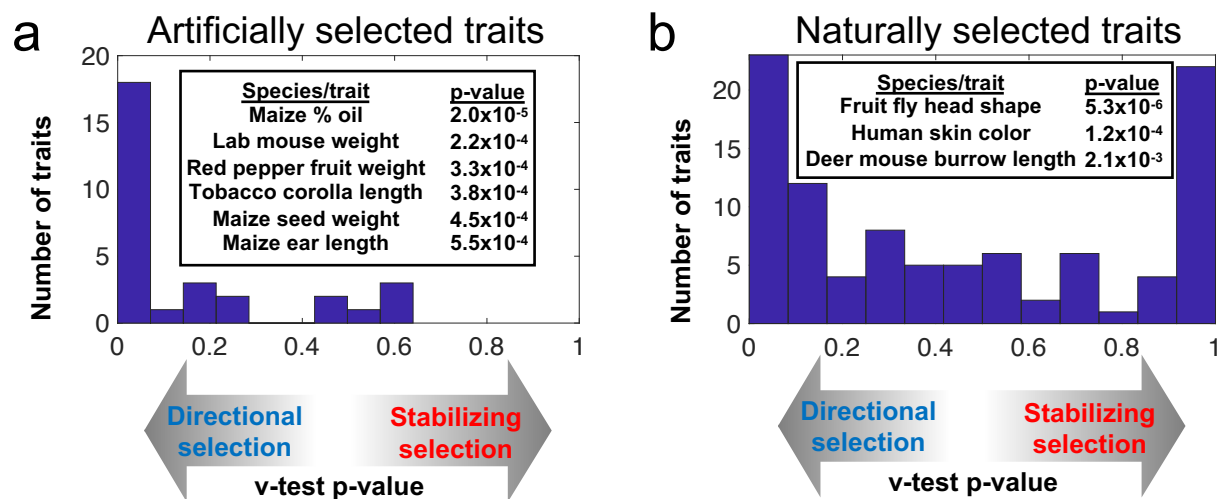 a
Artificially selected traits
Number of traits
20
15
10
5
0
Species/trait p-value
Maize % oil 2.0x10⁻⁵
Lab mouse weight 2.2x10⁻⁴
Red pepper fruit weight 3.3x10⁻⁴
Tobacco corolla length 3.8x10⁻⁴
Maize seed weight 4.5x10⁻⁴
Maize ear length 5.5x10⁻⁴
0 0.2 0.4 0.6 0.8 1
Directional
selection
Stabilizing
selection
v-test p-value
b
Naturally selected traits
Number of traits
20
15
10
5
0
Species/trait p-value
Fruit fly head shape 5.3x10⁻⁶
Human skin color 1.2x10⁻⁴
Deer mouse burrow length 2.1x10⁻³
0 0.2 0.4 0.6 0.8 1
Directional
selection
Stabilizing
selection
v-test p-value